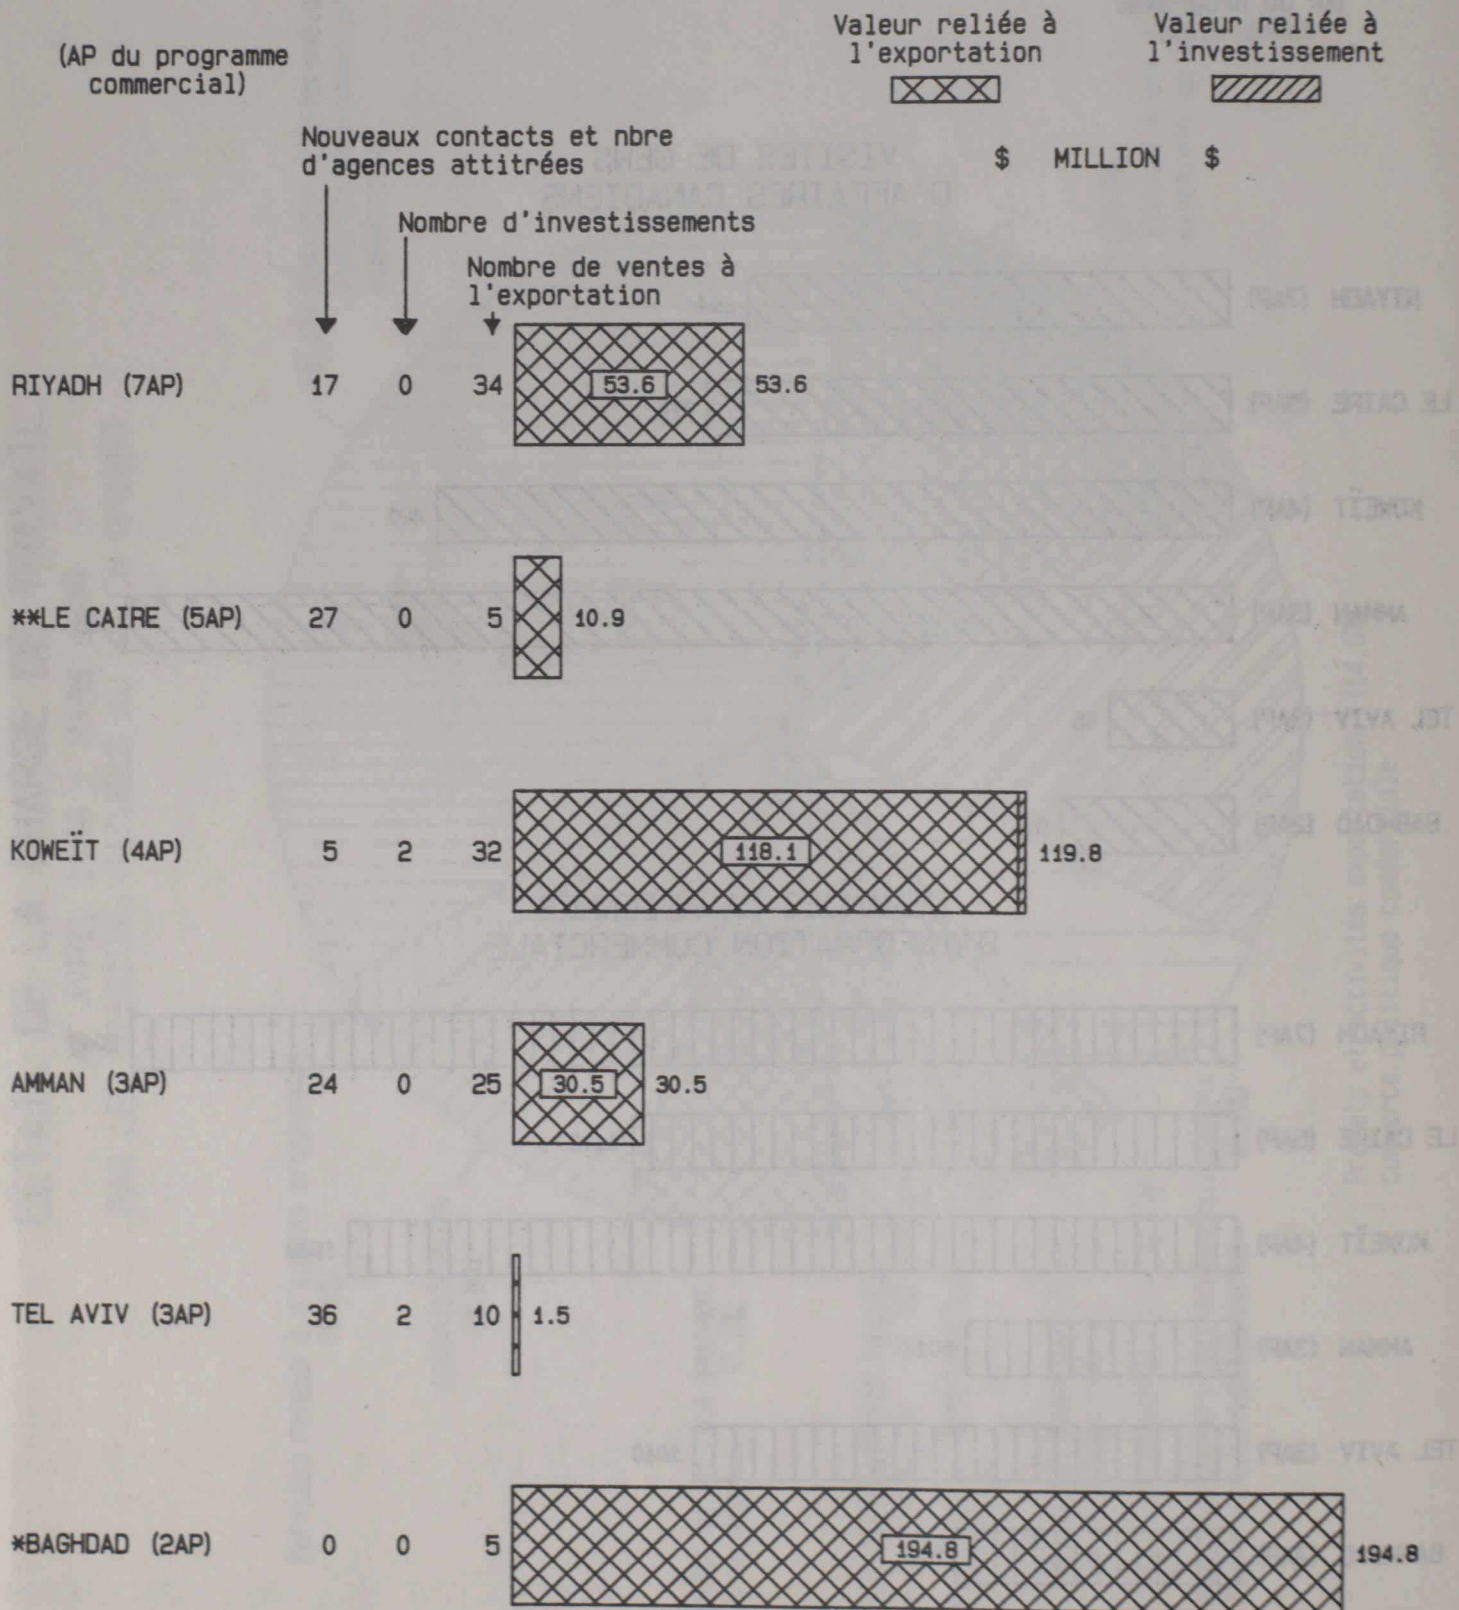 (AP du programme
commercial)
Valeur reliée à
l'exportation
Valeur reliée à
l'investissement
$ MILLION $
Nouveaux contacts et nbre
d'agences attitrées
Nombre d'investissements
Nombre de ventes à
l'exportation
RIYADH (7AP) 17 0 34 53.6 53.6
**LE CAIRE (5AP) 27 0 5 10.9
KOWEÏT (4AP) 5 2 32 118.1 119.8
AMMAN (3AP) 24 0 25 30.5 30.5
TEL AVIV (3AP) 36 2 10 1.5
*BAGHDAD (2AP) 0 0 5 194.8 194.8